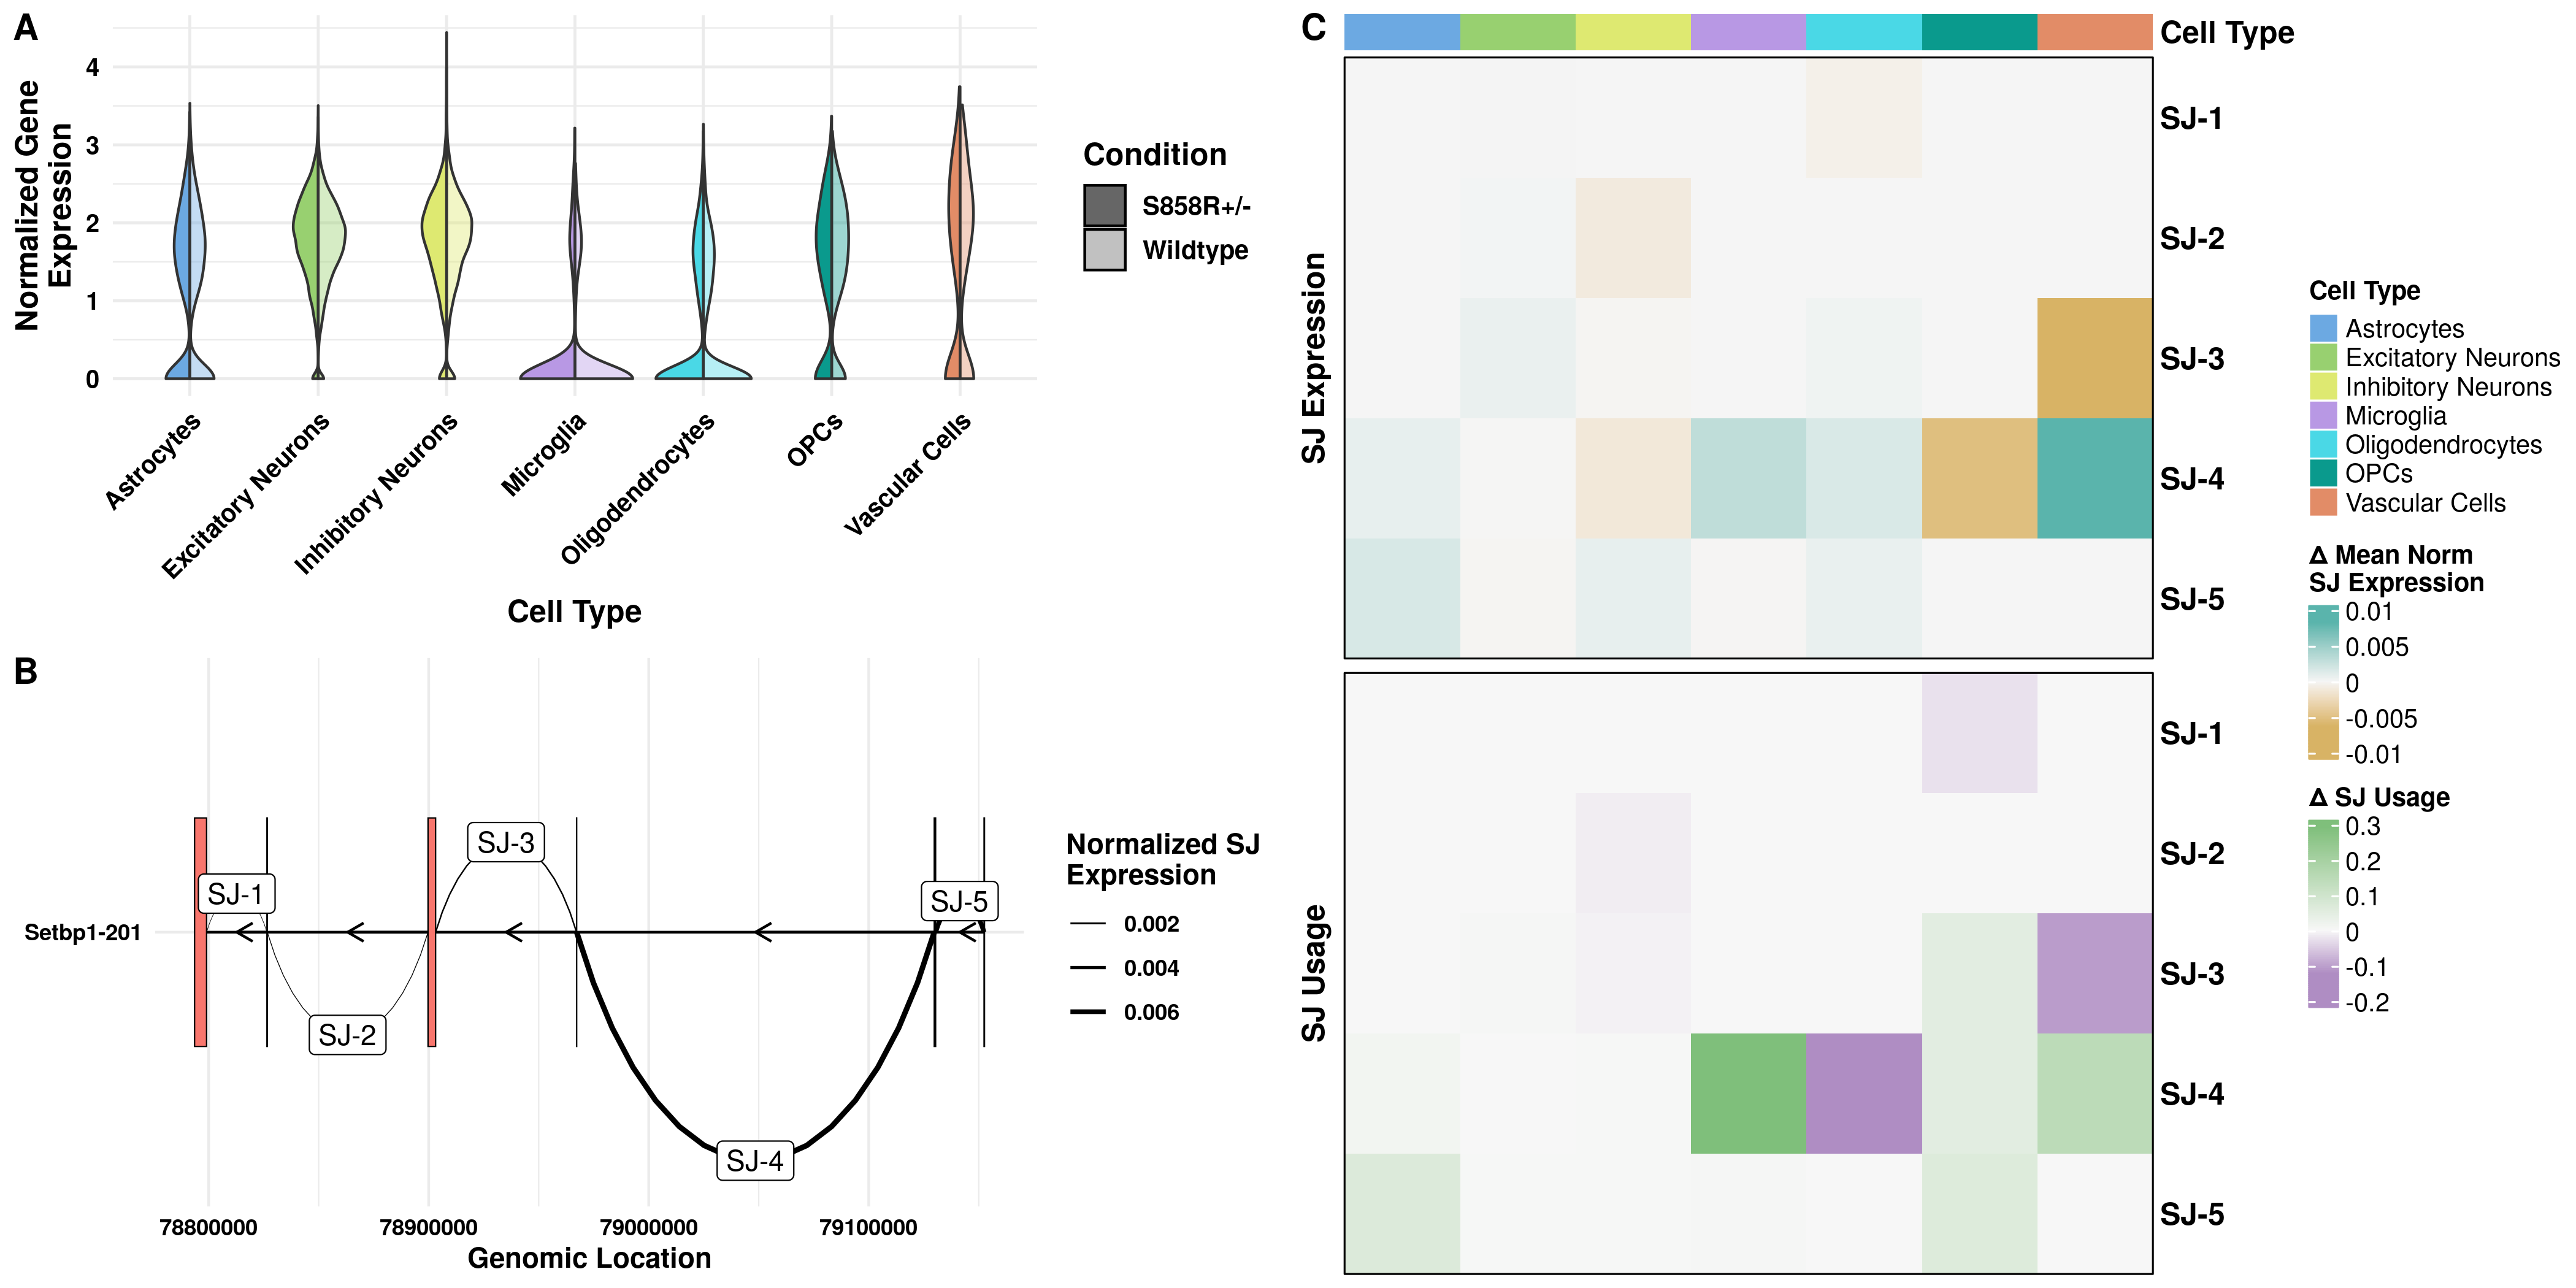 A
Normalized Gene
Expression
4
3
2
1
0
Astrocytes
Excitatory Neurons
Inhibitory Neurons
Microglia
Oligodendrocytes
OPCs
Vascular Cells
Cell Type
Condition
S858R+/-
Wildtype
B
Setbp1-201
SJ-1
SJ-2
SJ-3
SJ-4
SJ-5
78800000
78900000
79000000
79100000
Genomic Location
Normalized SJ
Expression
0.002
0.004
0.006
C
Cell Type
SJ Expression
SJ-1
SJ-2
SJ-3
SJ-4
SJ-5
SJ Usage
SJ-1
SJ-2
SJ-3
SJ-4
SJ-5
Cell Type
Astrocytes
Excitatory Neurons
Inhibitory Neurons
Microglia
Oligodendrocytes
OPCs
Vascular Cells
Δ Mean Norm
SJ Expression
0.01
0.005
0
-0.005
-0.01
Δ SJ Usage
0.3
0.2
0.1
0
-0.1
-0.2